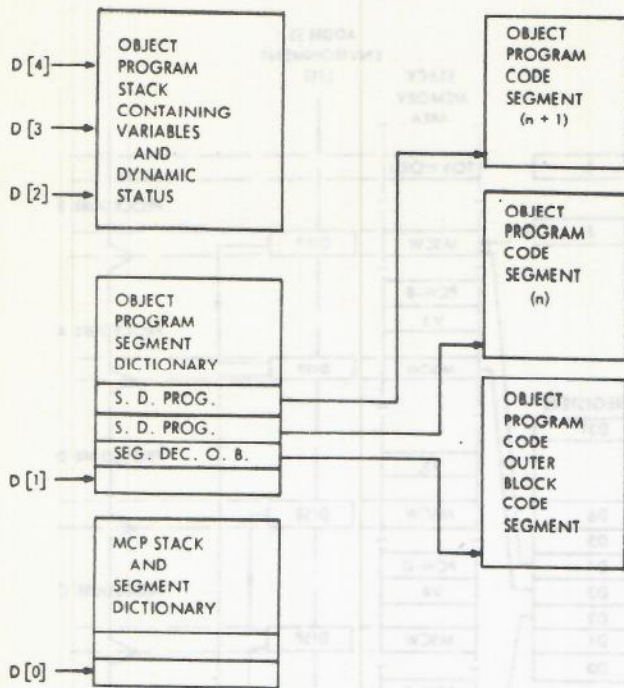 OBJECT
PROGRAM
STACK
CONTAINING
VARIABLES
AND
DYNAMIC
STATUS
D [4]
D [3
D [2]
OBJECT
PROGRAM
SEGMENT
DICTIONARY
S. D. PROG.
S. D. PROG.
SEG. DEC. O. B.
D [1]
MCP STACK
AND
SEGMENT
DICTIONARY
D [0]
OBJECT
PROGRAM
CODE
SEGMENT
(n + 1)
OBJECT
PROGRAM
CODE
SEGMENT
(n)
OBJECT
PROGRAM
CODE
OUTER
BLOCK
CODE
SEGMENT